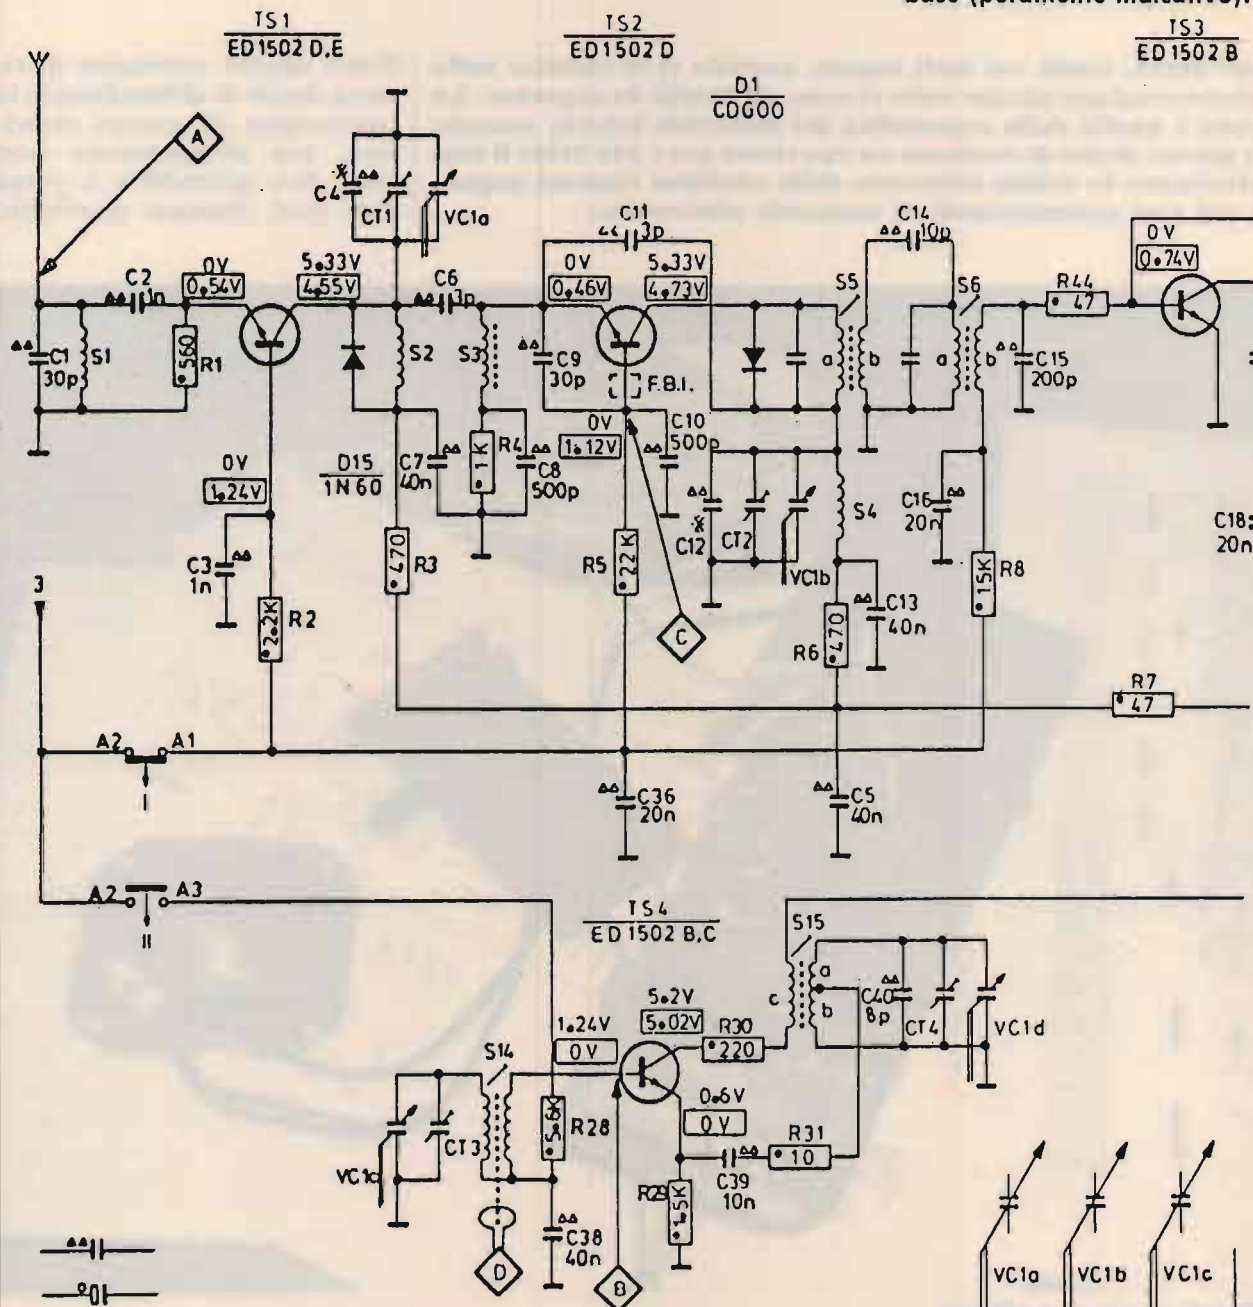 TS1
ED1502 D,E
TS2
ED1502 D
TS3
ED1502 B
D1
CDG00
A
C4
CT1
VC1a
C11
3p
C14
10p
0V
0.54V
5.33V
4.55V
0V
0.46V
5.33V
4.73V
0V
0.74V
C2
1n
C6
3p
S5
S6
R44
47
C1
30p
S1
560
R1
S2
S3
C9
30p
F.B.I.
a
b
a
b
C15
200p
0V
1.24V
D15
1N60
C7
40n
1K
R4
C8
500p
0V
1.12V
C10
500p
C12
CT2
VC1b
S4
C16
20n
C18
20n
C3
1n
2.2K
R2
470
R3
R5
22K
C
R6
470
C13
40n
15K
R8
3
R7
47
A2
A1
I
C36
20n
C5
40n
A2
A3
II
TS4
ED1502 B,C
S15
a
b
c
C40
8p
CT4
VC1d
5.2V
5.02V
R30
220
1.24V
0V
S14
0.6V
0V
VC1c
CT3
5.6K
R28
R31
10
C39
10n
R29
1.5K
C38
40n
D
B
VC1a
VC1b
VC1c